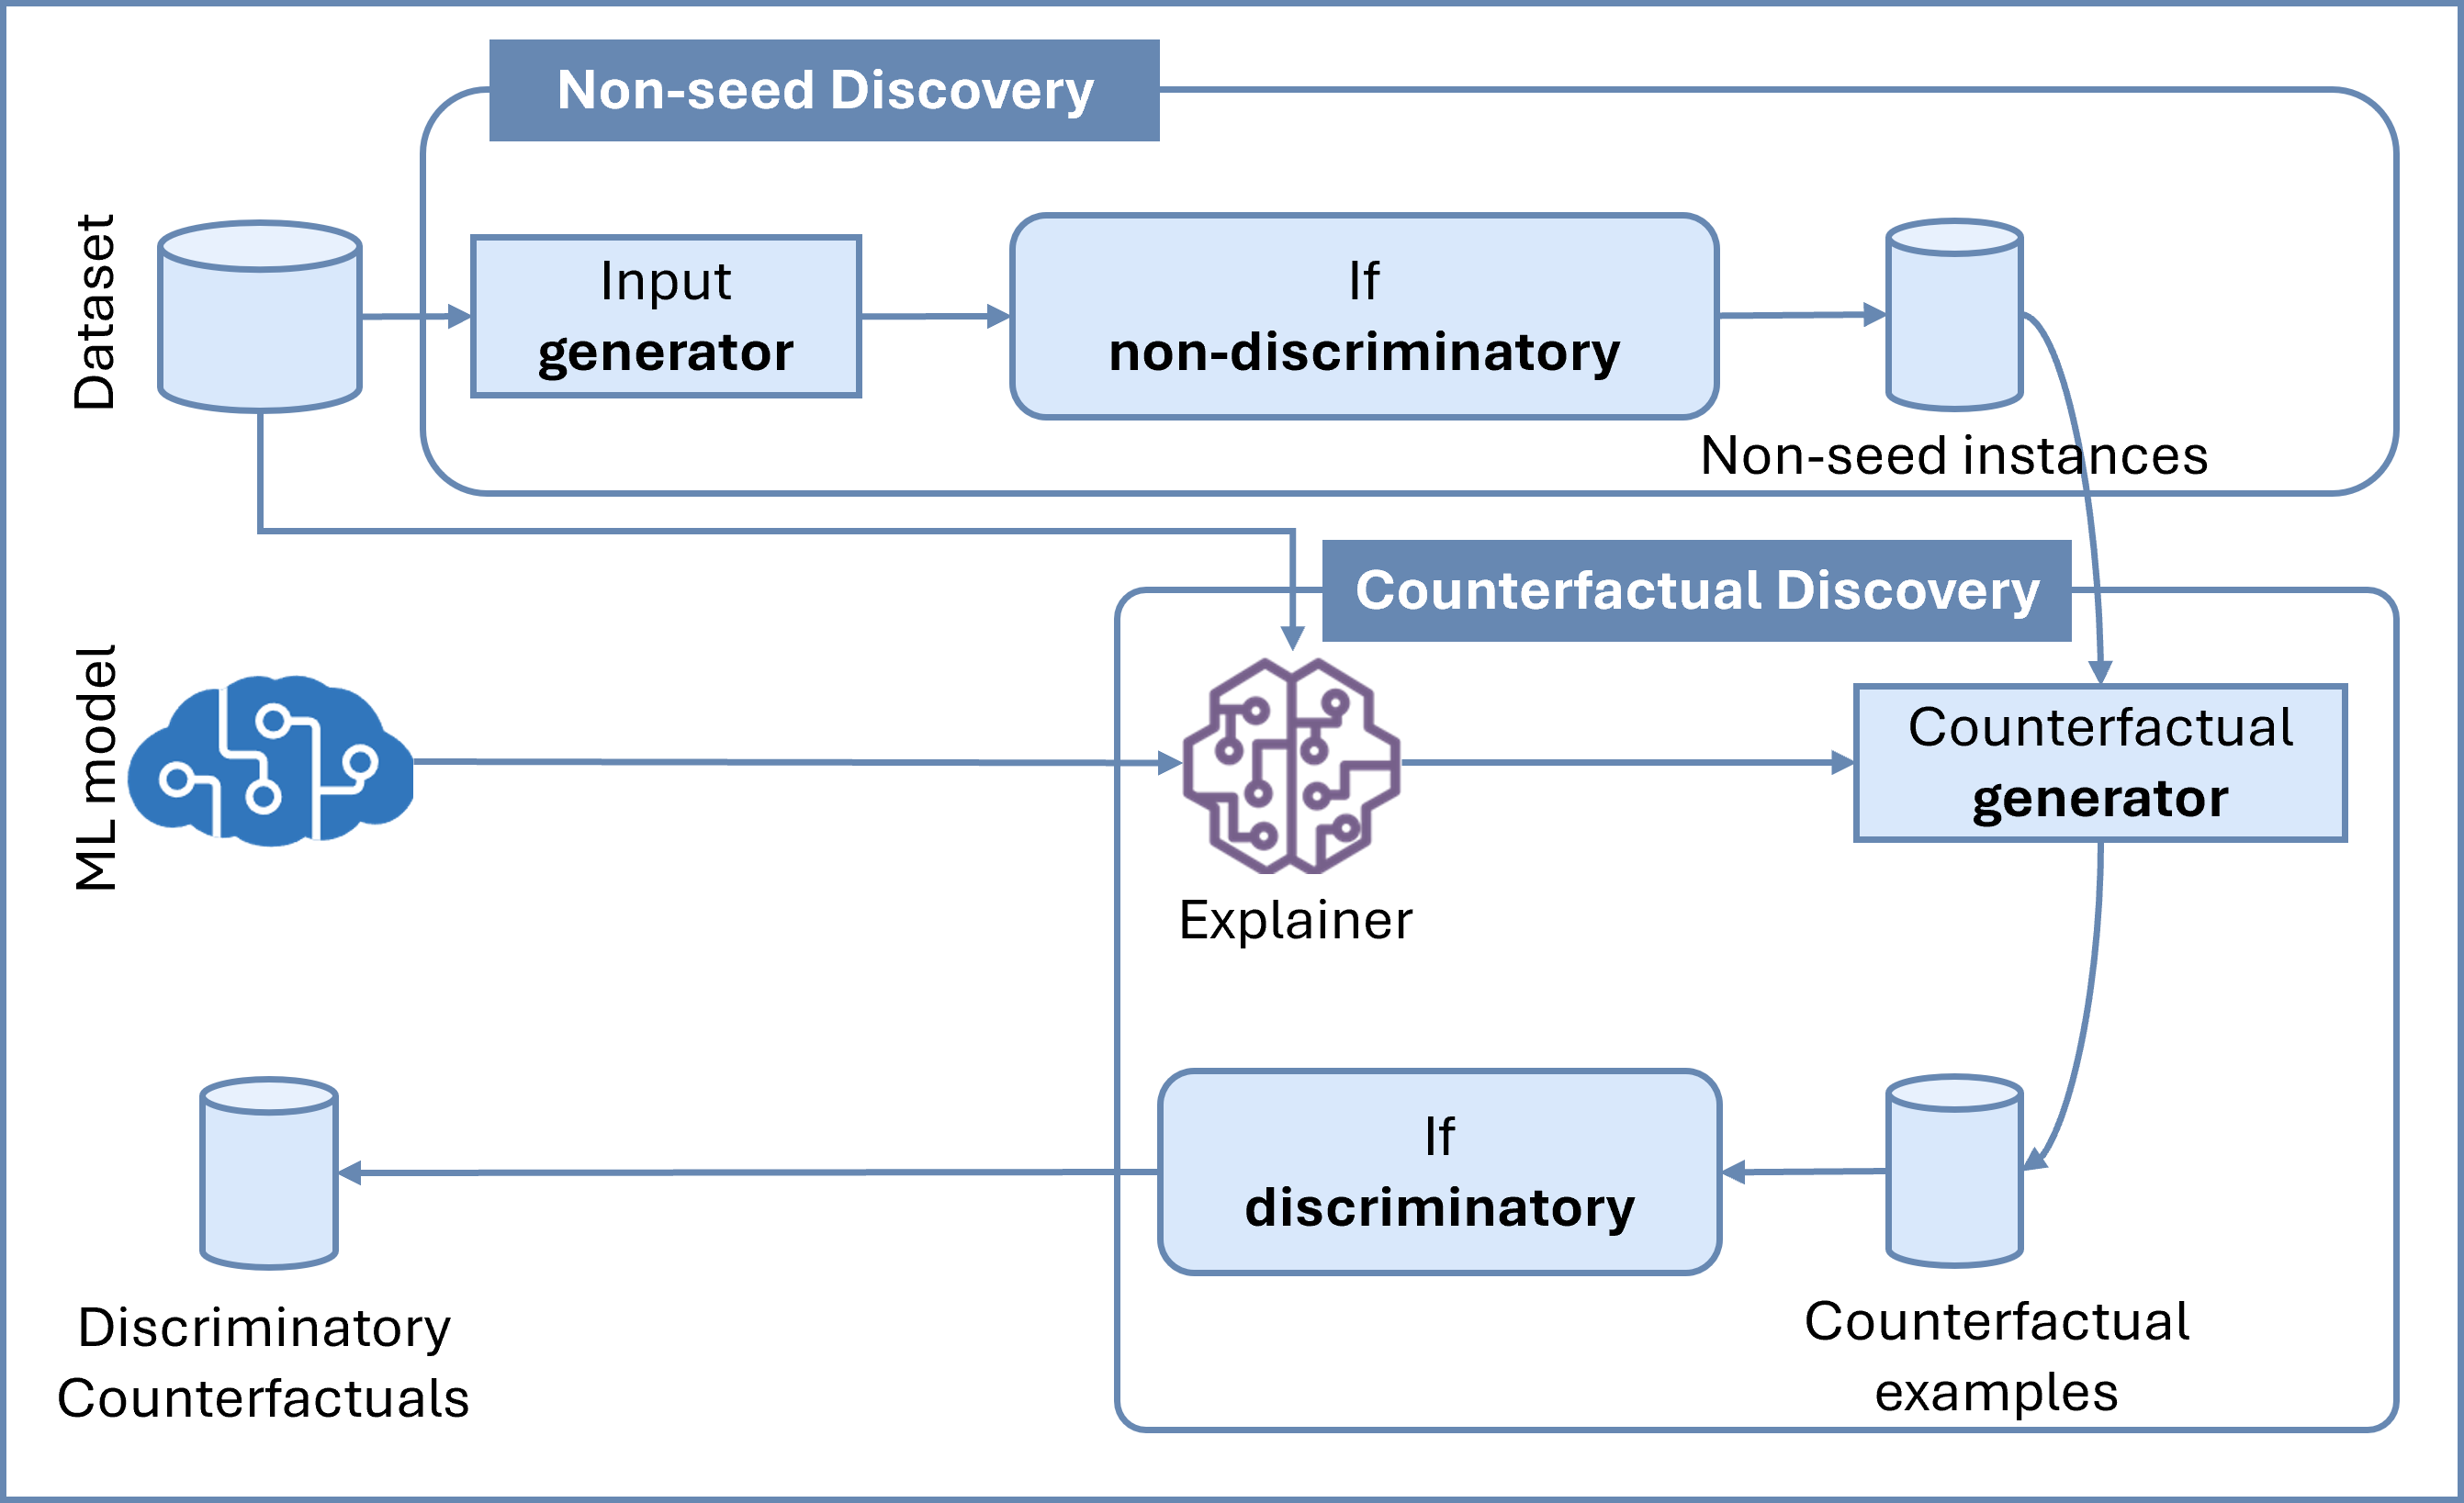 Non-seed Discovery
Dataset
Input
generator
If
non-discriminatory
Non-seed instances
Counterfactual Discovery
ML model
Explainer
Counterfactual
generator
If
discriminatory
Counterfactual
examples
Discriminatory
Counterfactuals